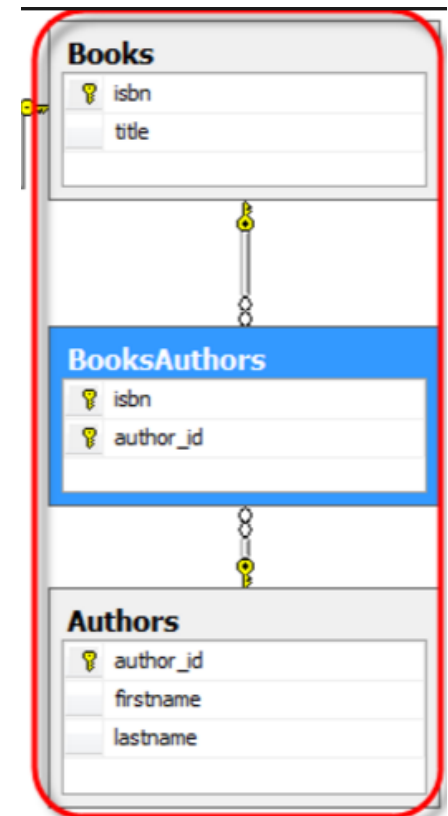 Books
isbn
title
BooksAuthors
isbn
author_id
Authors
author_id
firstname
lastname